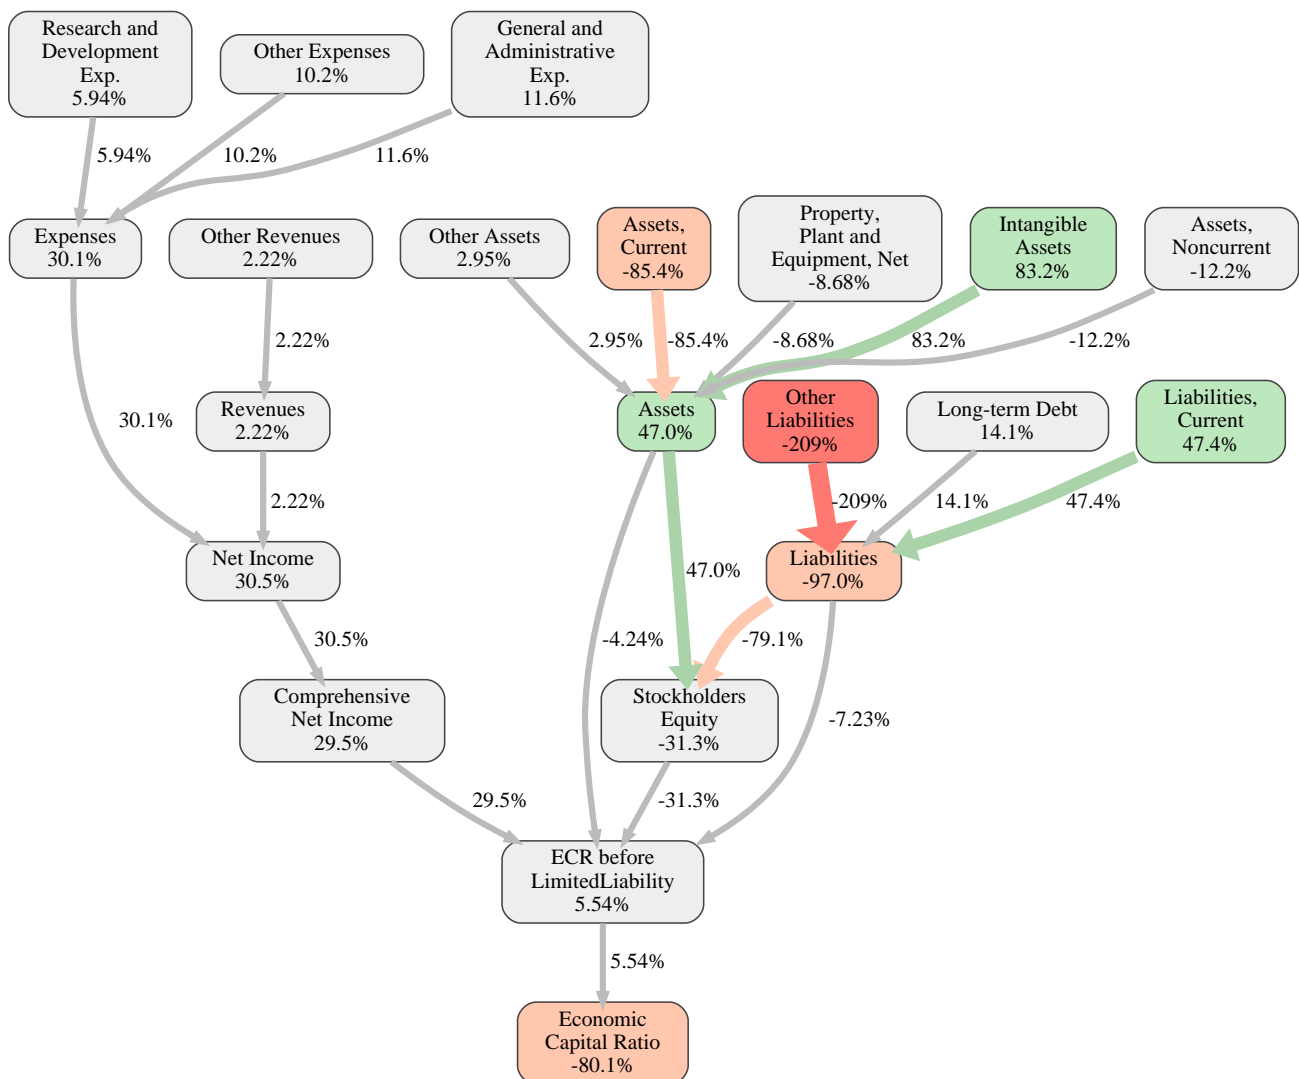 Research and
Development
Exp.
5.94%
Other Expenses
10.2%
General and
Administrative
Exp.
11.6%
5.94%
10.2%
11.6%
Expenses
30.1%
Other Revenues
2.22%
Other Assets
2.95%
Assets,
Current
-85.4%
Property,
Plant and
Equipment, Net
-8.68%
Intangible
Assets
83.2%
Assets,
Noncurrent
-12.2%
2.22%
2.95%
-85.4%
-8.68%
83.2%
-12.2%
30.1%
Revenues
2.22%
Assets
47.0%
Other
Liabilities
-209%
Long-term Debt
14.1%
Liabilities,
Current
47.4%
2.22%
-209%
14.1%
47.4%
Net Income
30.5%
47.0%
Liabilities
-97.0%
30.5%
-4.24%
-79.1%
Comprehensive
Net Income
29.5%
Stockholders
Equity
-31.3%
-7.23%
29.5%
-31.3%
ECR before
LimitedLiability
5.54%
5.54%
Economic
Capital Ratio
-80.1%